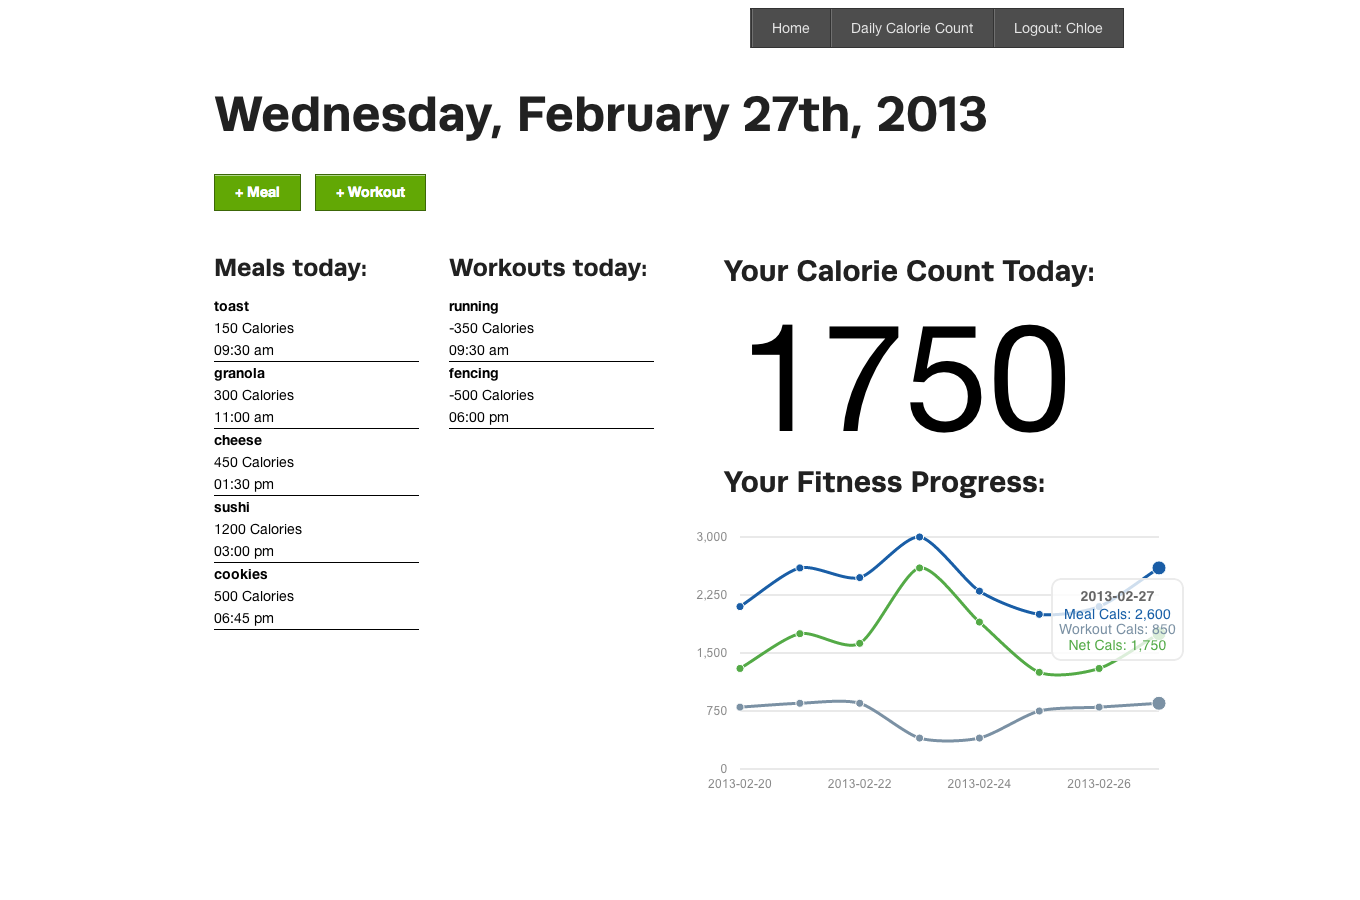 Home
Daily Calorie Count
Logout: Chloe
Wednesday, February 27th, 2013
+ Meal
+ Workout
Meals today:
toast
150 Calories
09:30 am
granola
300 Calories
11:00 am
cheese
450 Calories
01:30 pm
sushi
1200 Calories
03:00 pm
cookies
500 Calories
06:45 pm
Workouts today:
running
-350 Calories
09:30 am
fencing
-500 Calories
06:00 pm
Your Calorie Count Today:
1750
Your Fitness Progress:
3,000
2,250
1,500
750
0
2013-02-20
2013-02-22
2013-02-24
2013-02-26
2013-02-27
Meal Cals: 2,600
Workout Cals: 850
Net Cals: 1,750